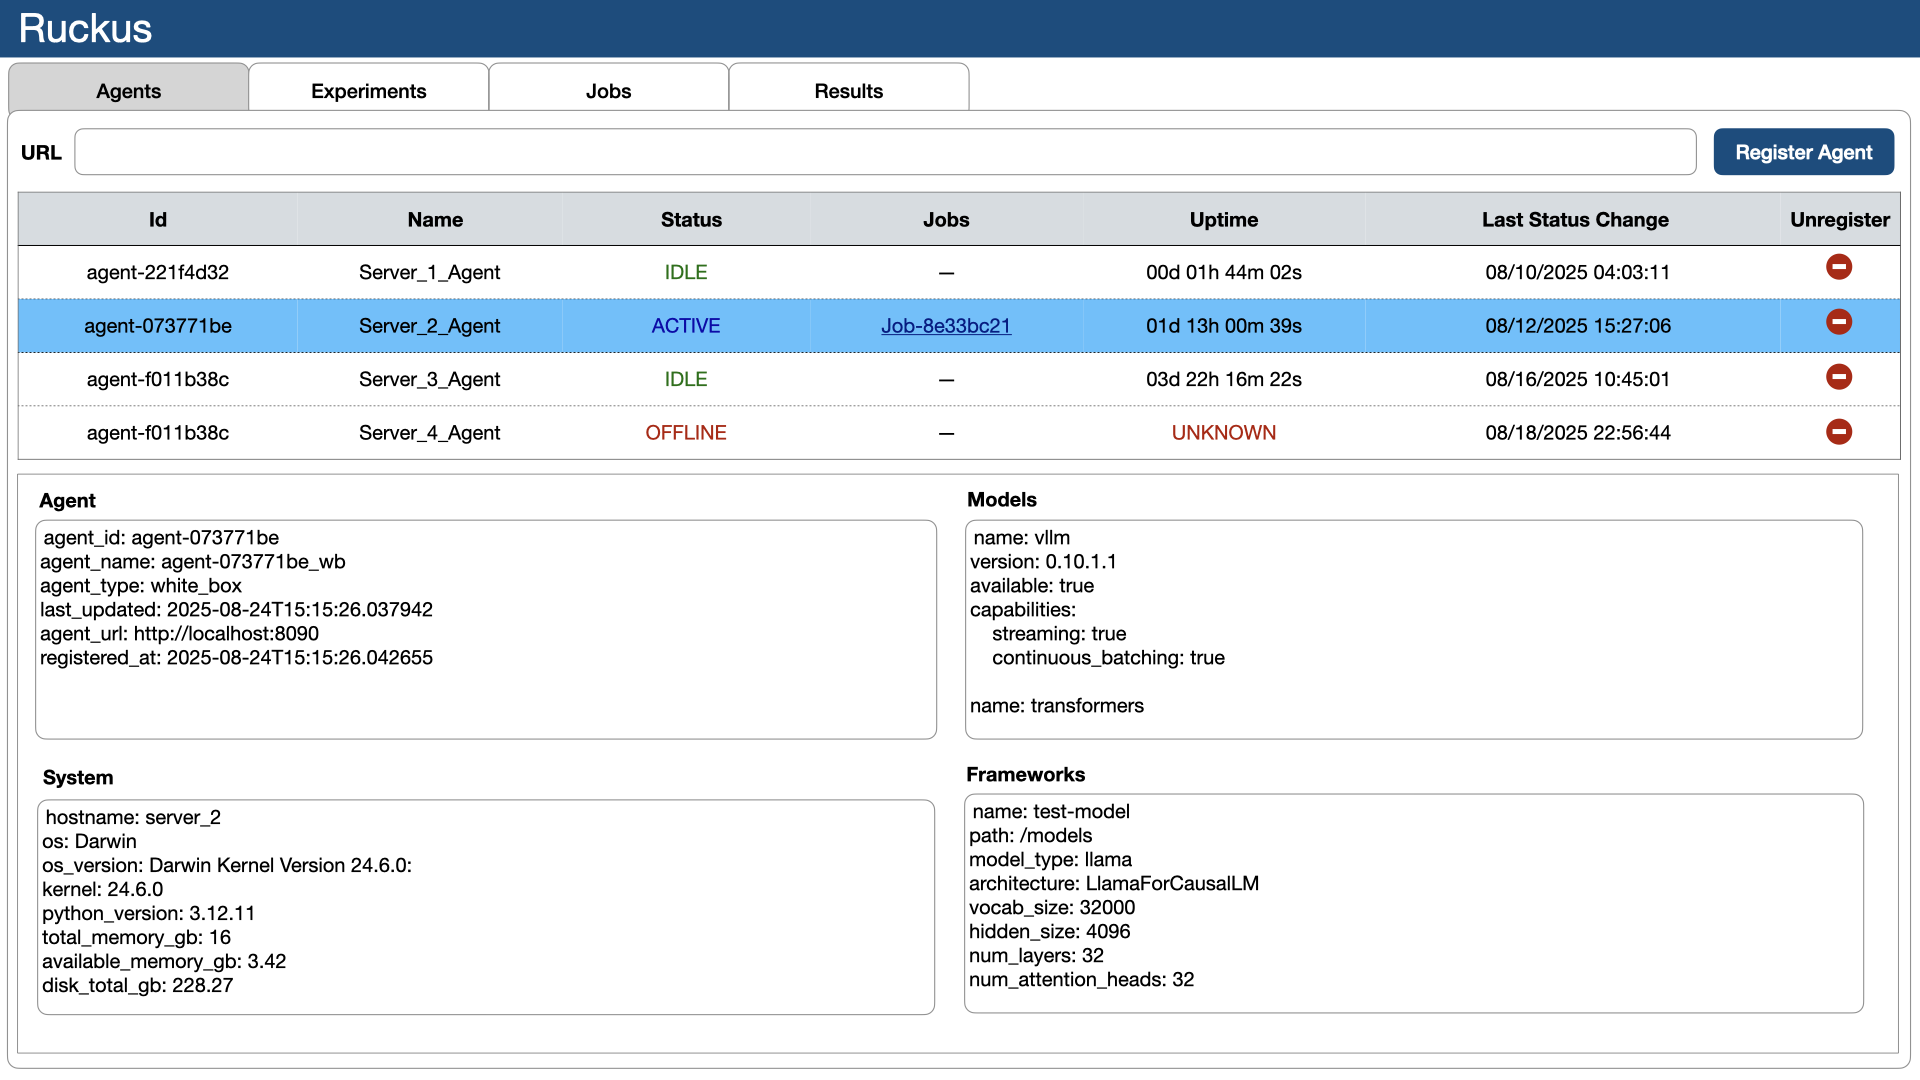 Ruckus
Agents Experiments Jobs Results
URL Register Agent
Id Name Status Jobs Uptime Last Status Change Unregister
agent-221f4d32 Server_1_Agent IDLE — 00d 01h 44m 02s 08/10/2025 04:03:11
agent-073771be Server_2_Agent ACTIVE Job-8e33bc21 01d 13h 00m 39s 08/12/2025 15:27:06
agent-f011b38c Server_3_Agent IDLE — 03d 22h 16m 22s 08/16/2025 10:45:01
agent-f011b38c Server_4_Agent OFFLINE — UNKNOWN 08/18/2025 22:56:44
Agent
agent_id: agent-073771be
agent_name: agent-073771be_wb
agent_type: white_box
last_updated: 2025-08-24T15:15:26.037942
agent_url: http://localhost:8090
registered_at: 2025-08-24T15:15:26.042655
Models
name: vllm
version: 0.10.1.1
available: true
capabilities:
streaming: true
continuous_batching: true
name: transformers
System
hostname: server_2
os: Darwin
os_version: Darwin Kernel Version 24.6.0:
kernel: 24.6.0
python_version: 3.12.11
total_memory_gb: 16
available_memory_gb: 3.42
disk_total_gb: 228.27
Frameworks
name: test-model
path: /models
model_type: llama
architecture: LlamaForCausalLM
vocab_size: 32000
hidden_size: 4096
num_layers: 32
num_attention_heads: 32